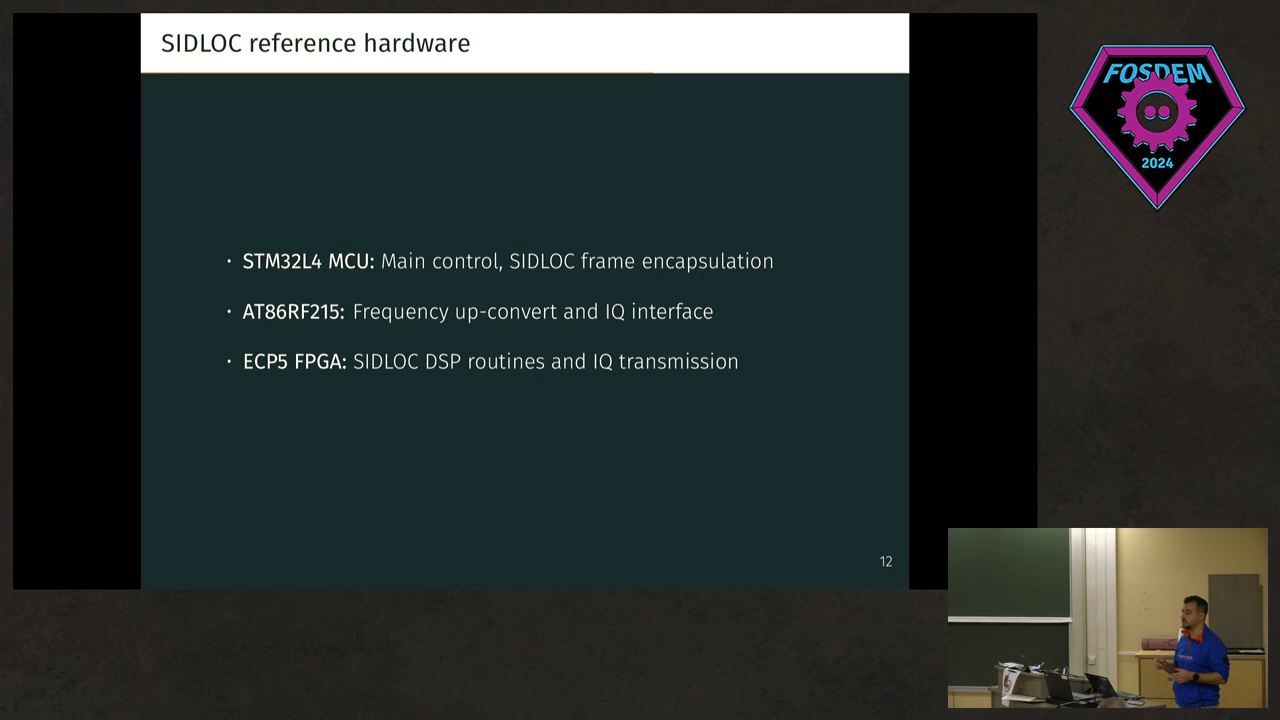 SIDLOC reference hardware
FOSDEM
2024
· STM32L4 MCU: Main control, SIDLOC frame encapsulation
· AT86RF215: Frequency up-convert and IQ interface
· ECP5 FPGA: SIDLOC DSP routines and IQ transmission
12